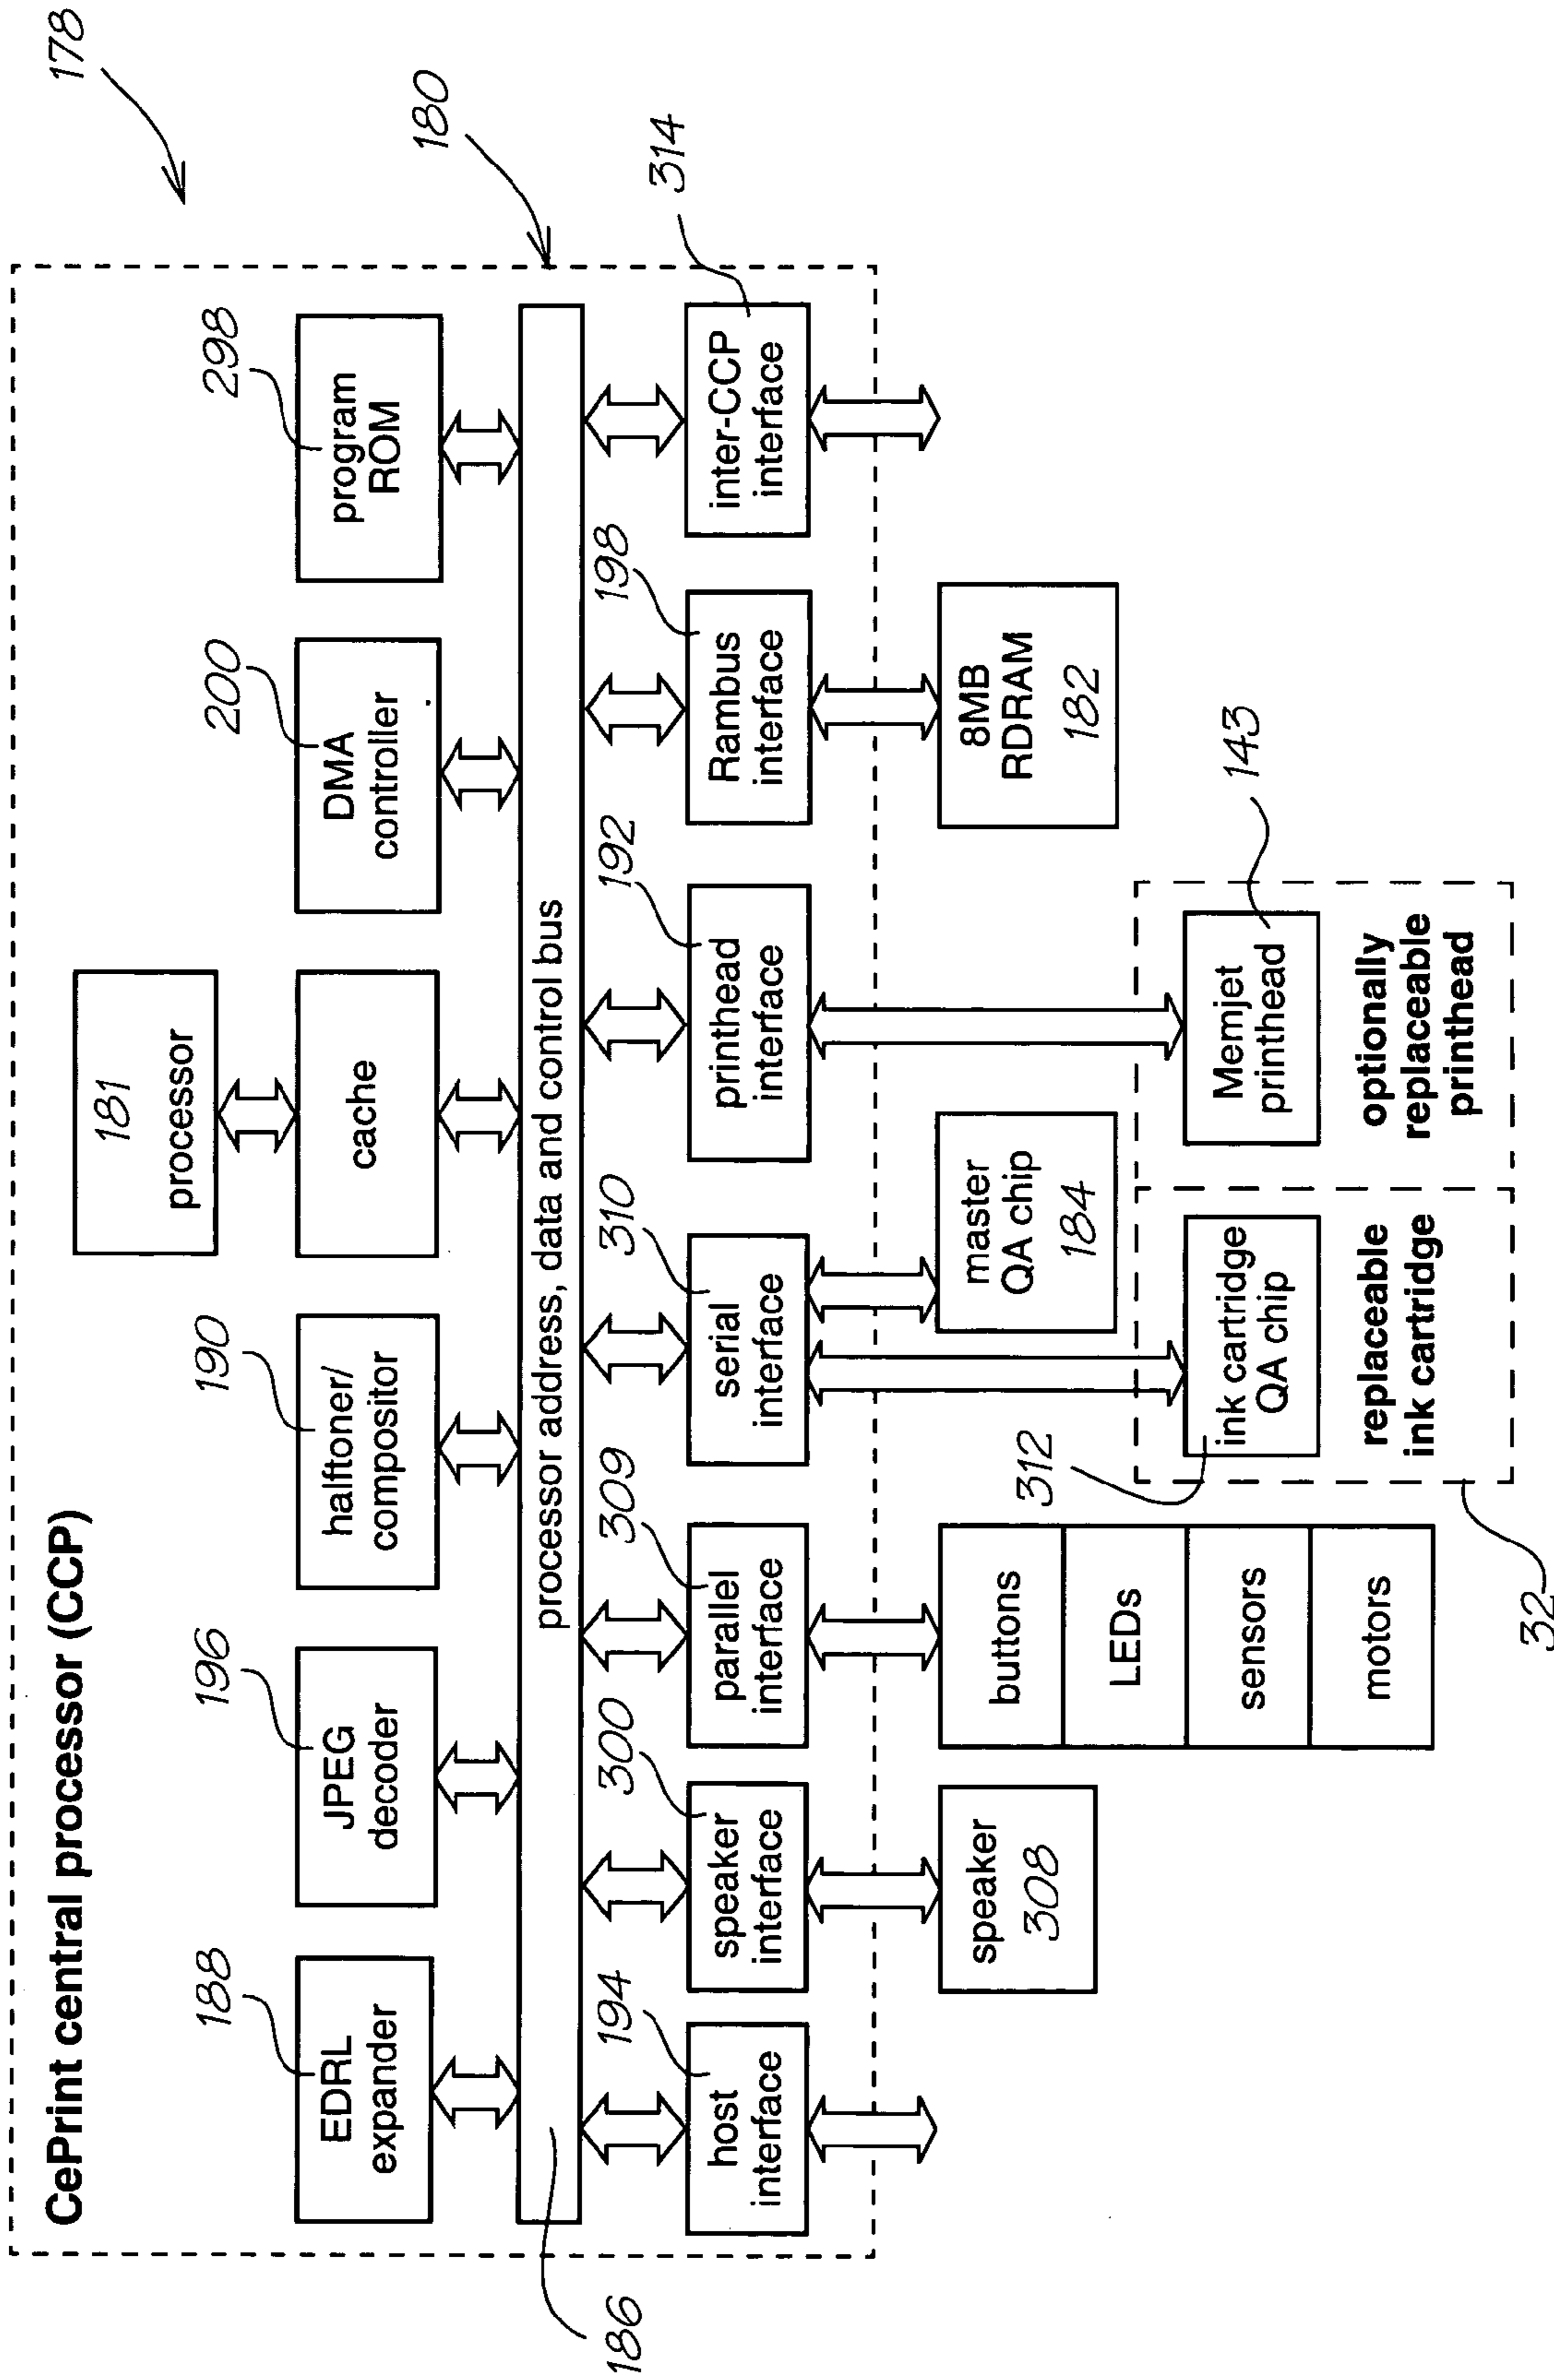 178
CePrint central processor (CCP)
181
processor
180
188
EDRL
expander
196
JPEG
decoder
190
halftoner/
compositor
cache
200
DMA
controller
298
program
ROM
processor address, data and control bus
186
194
host
interface
300
speaker
interface
309
parallel
interface
310
serial
interface
192
printhead
interface
198
Rambus
interface
314
inter-CCP
interface
speaker
308
buttons
LEDs
sensors
motors
master
QA chip
184
8MB
RDRAM
182
312
ink cartridge
QA chip
replaceable
ink cartridge
32
143
Memjet
printhead
optionally
replaceable
printhead